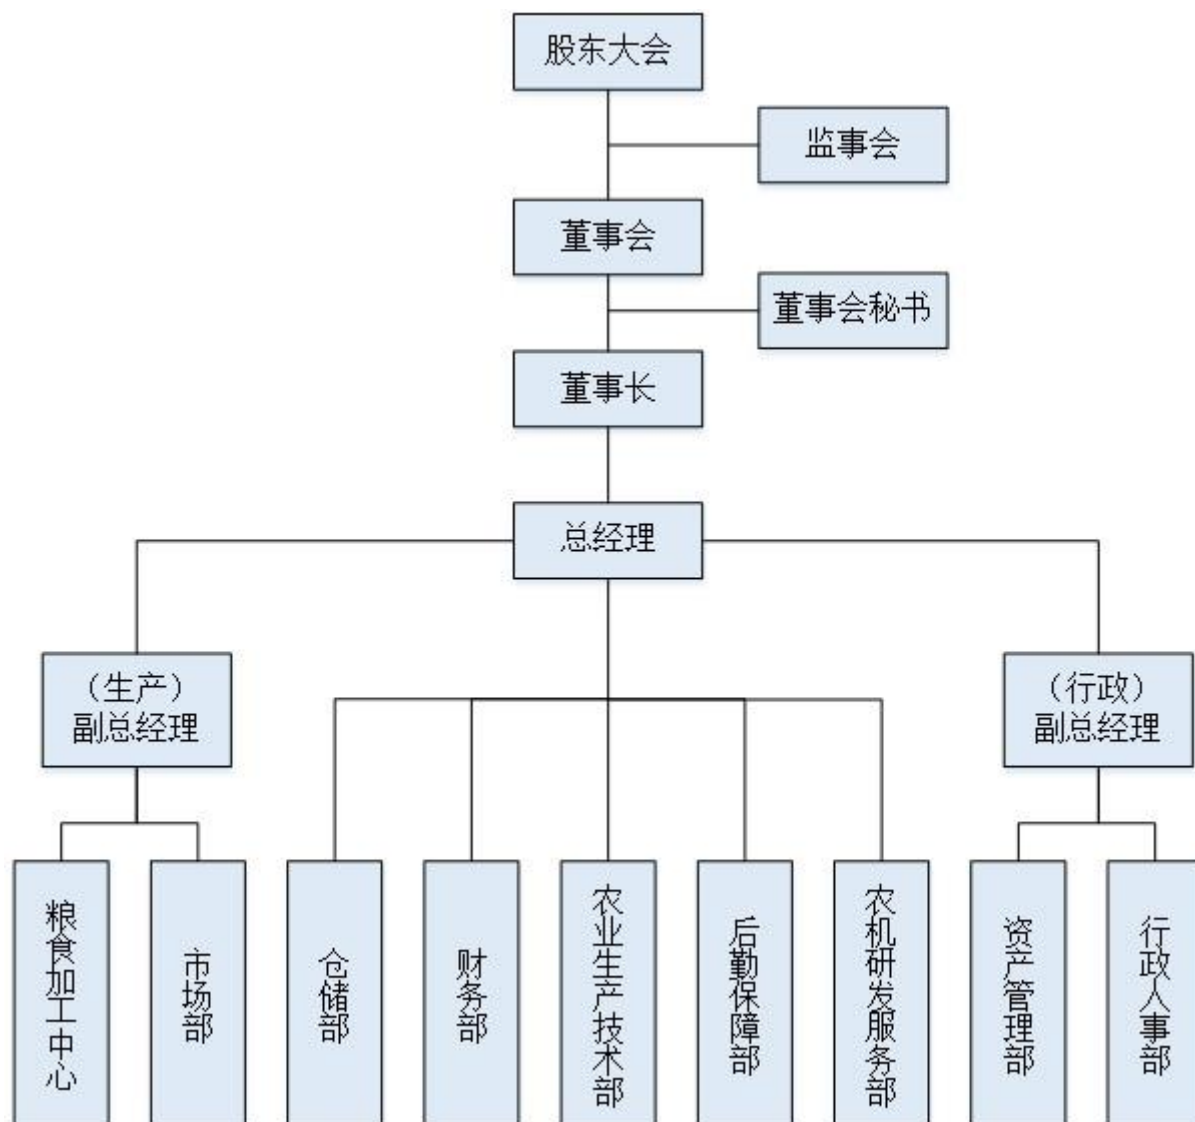 股东大会
监事会
董事会
董事会秘书
董事长
总经理
（生产）
副总经理
（行政）
副总经理
粮食加工中心
市场部
仓储部
财务部
农业生产技术部
后勤保障部
农机研发服务部
资产管理部
行政人事部